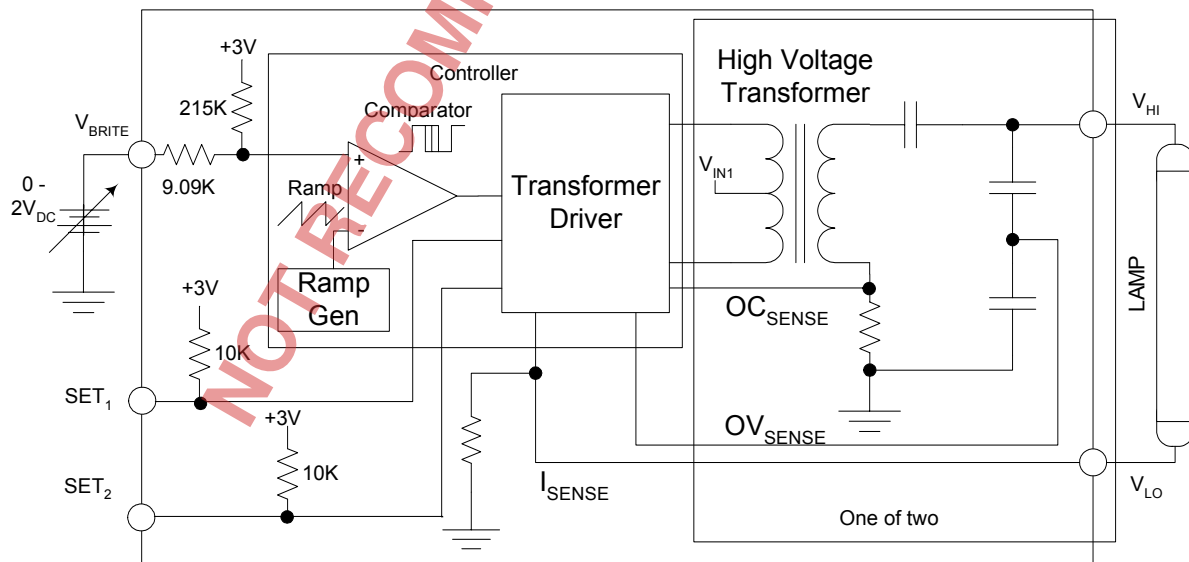 +3V
Controller
215K
Comparator
V_BRITE
9.09K
+
Ramp
-
0 -
2V_DC
Ramp
Gen
Transformer
Driver
High Voltage
Transformer
V_IN1
V_HI
LAMP
OC_SENSE
OV_SENSE
I_SENSE
V_LO
One of two
+3V
10K
SET_1
+3V
10K
SET_2
NOT RECOM